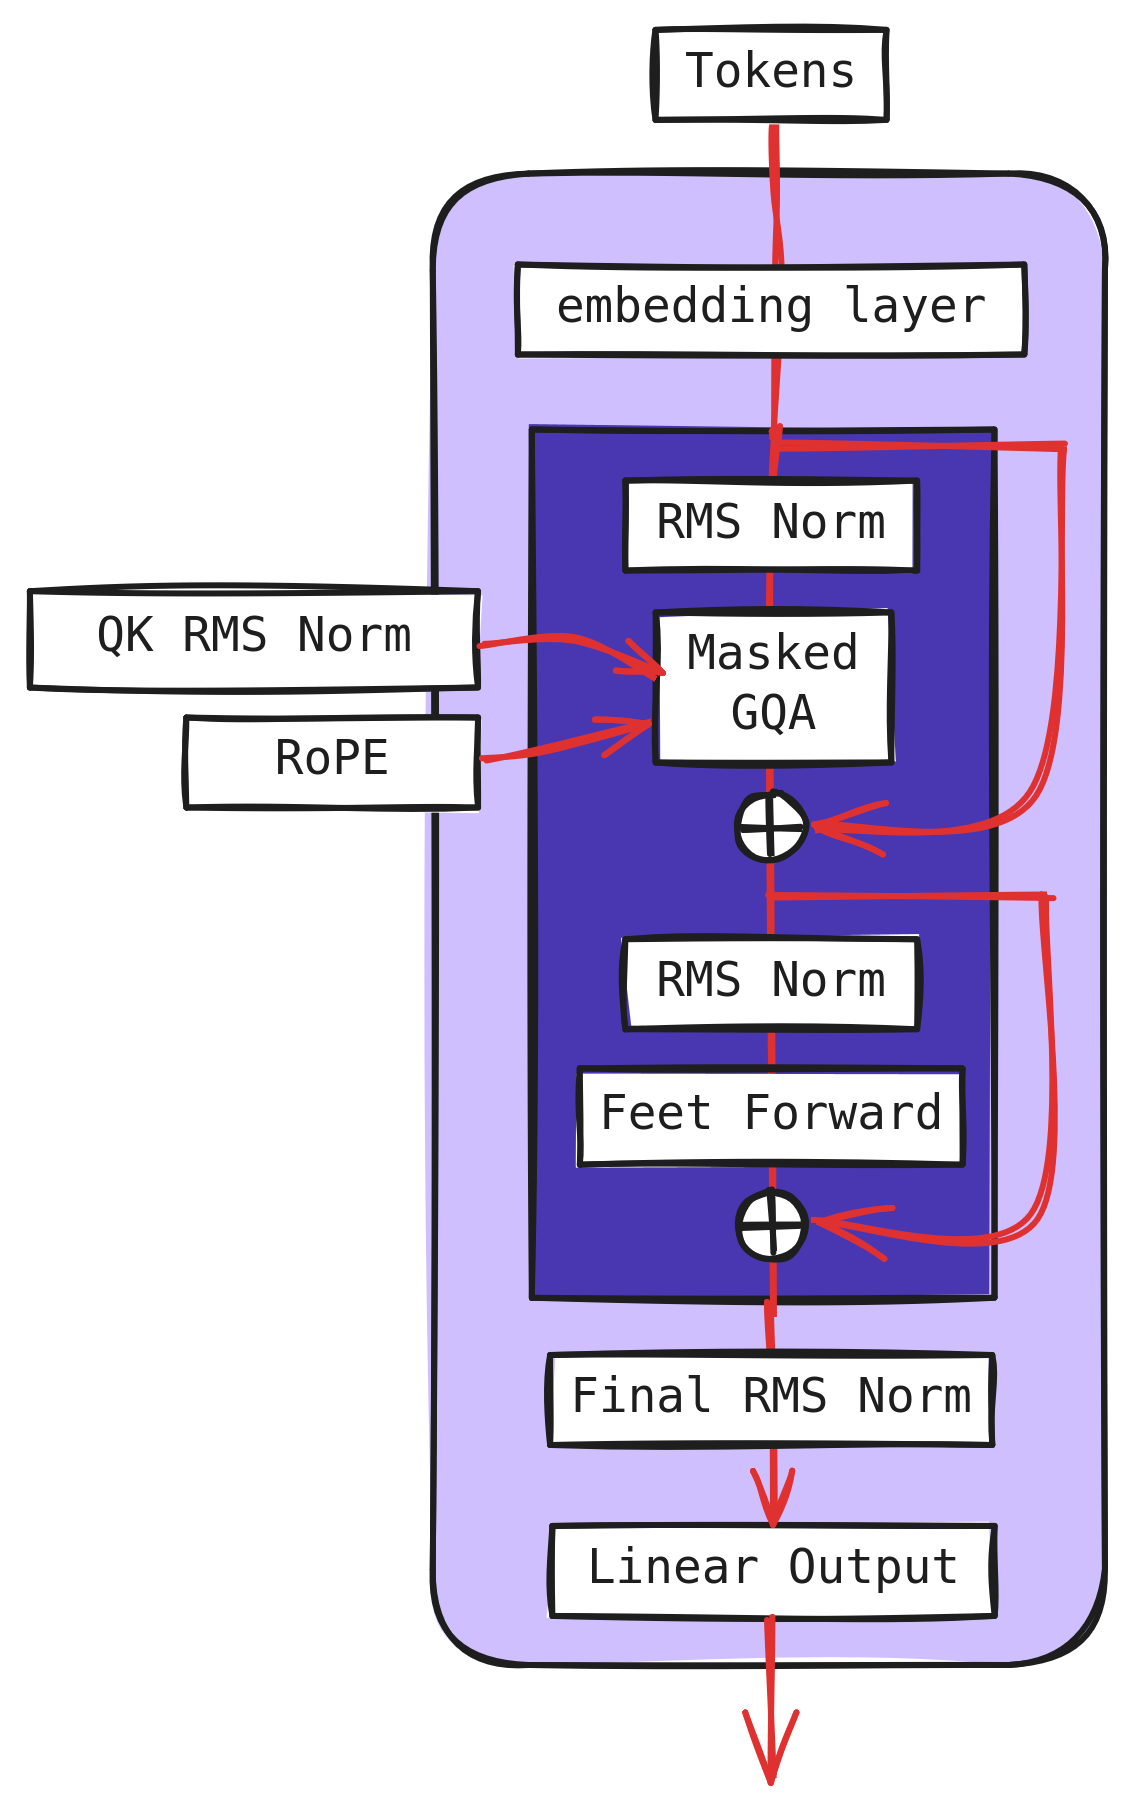 Tokens
embedding layer
RMS Norm
QK RMS Norm
Masked
GQA
RoPE
RMS Norm
Feet Forward
Final RMS Norm
Linear Output